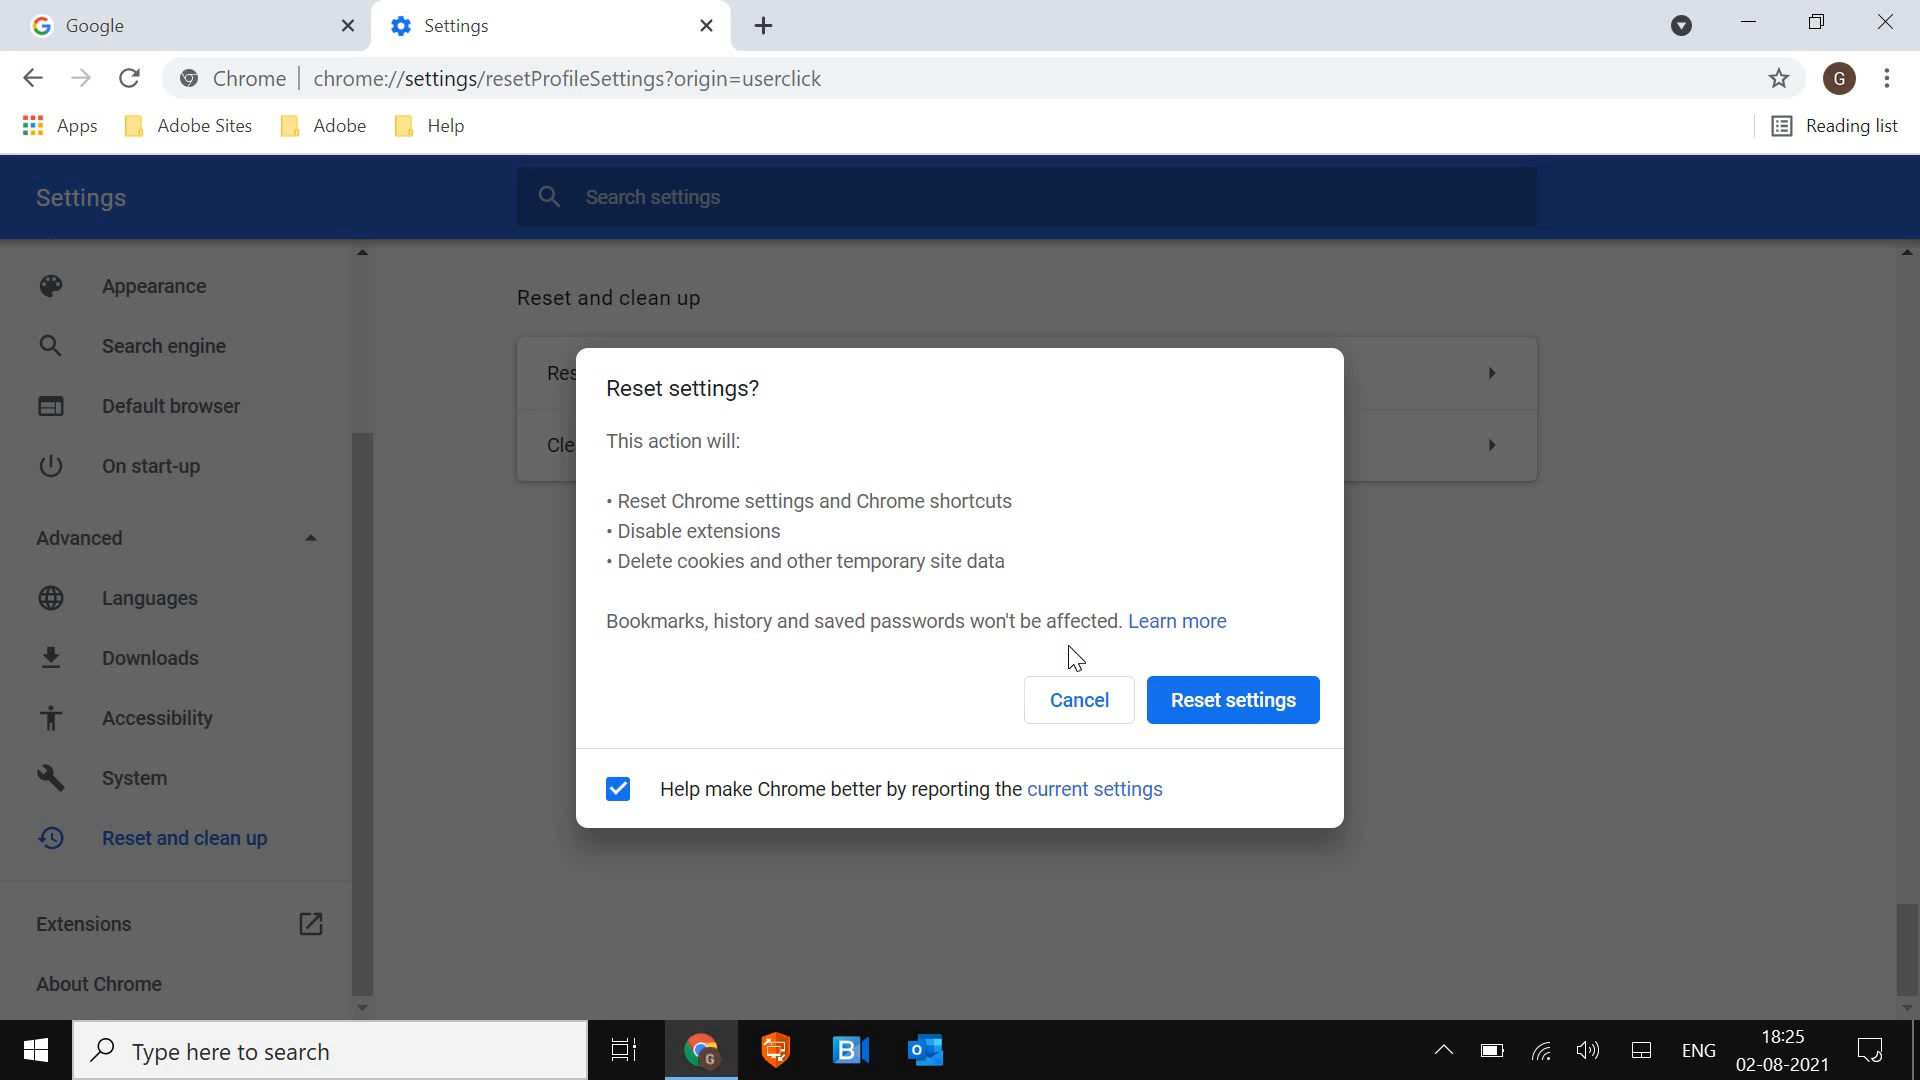 Google
Settings
Chrome
chrome://settings/resetProfileSettings?origin=userclick
G
Apps
Adobe Sites
Adobe
Help
Reading list
Settings
Search settings
Appearance
Search engine
Default browser
On start-up
Advanced
Languages
Downloads
Accessibility
System
Reset and clean up
Extensions
About Chrome
Reset and clean up
Res
Cle
Reset settings?
This action will:
• Reset Chrome settings and Chrome shortcuts
• Disable extensions
• Delete cookies and other temporary site data
Bookmarks, history and saved passwords won't be affected. Learn more
Cancel
Reset settings
Help make Chrome better by reporting the current settings
Type here to search
ENG
18:25
02-08-2021